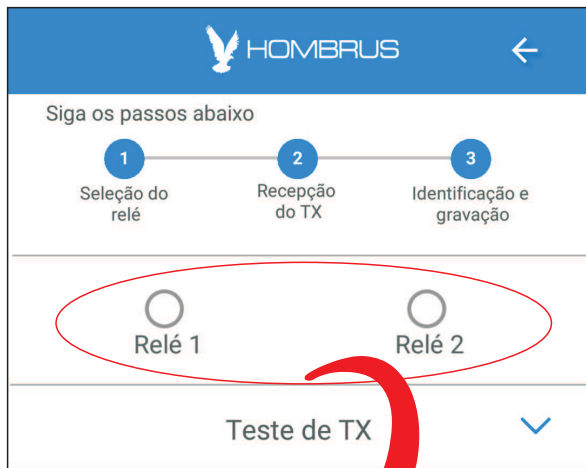 HOMBRUS
Siga os passos abaixo
1 2 3
Seleção do relé
Recepção do TX
Identificação e gravação
Relé 1 Relé 2
Teste de TX